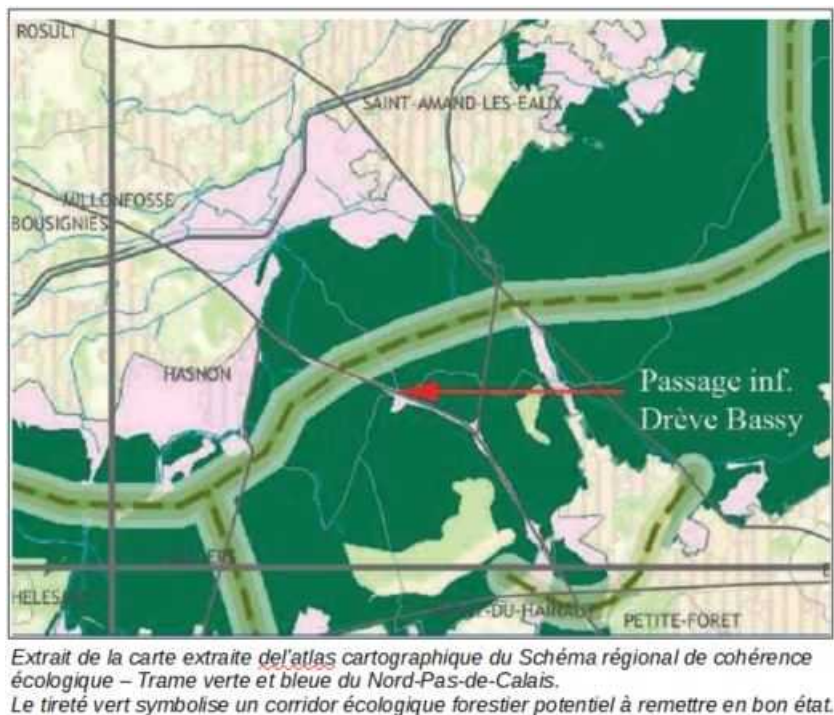 ROSULT
SAINT-AMAND-LES-EAUX
MILLONFOSSE
BOUSIGNIES
HASNON
Passage inf.
Drève Bassy
PETITE-FORET
Extrait de la carte extraite del'atlas cartographique du Schéma régional de cohérence
écologique – Trame verte et bleue du Nord-Pas-de-Calais.
Le tireté vert symbolise un corridor écologique forestier potentiel à remettre en bon état.